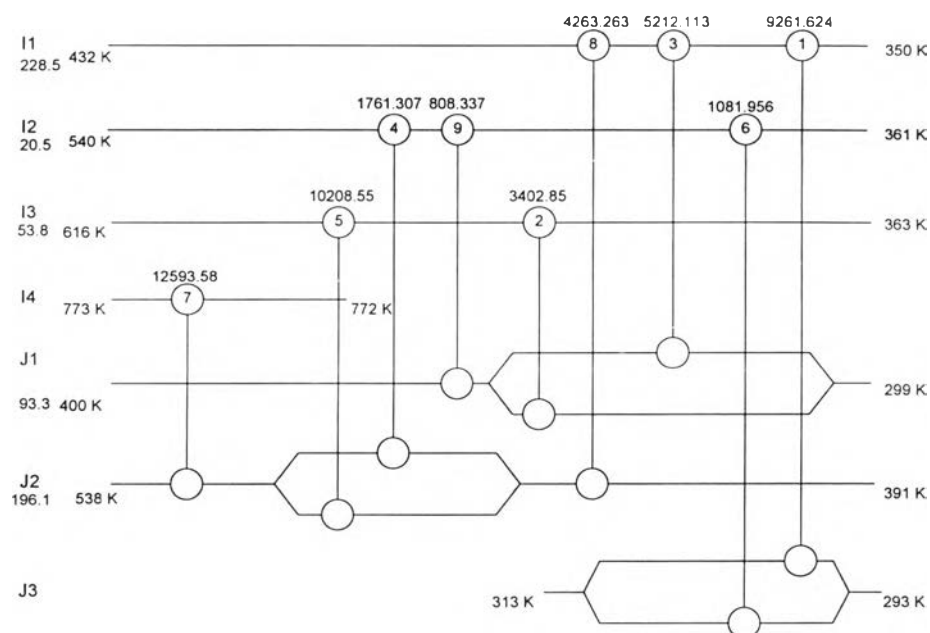 4263.263 5212.113 9261.624
I1 8 3 1
228.5 432 K 350 K
1761.307 808.337 1081.956
I2 4 9 6
20.5 540 K 361 K
10208.55 3402.85
I3 5 2
53.8 616 K 363 K
12593.58
I4 7
773 K 772 K
J1
93.3 400 K 299 K
J2
196.1 538 K 391 K
J3 313 K 293 K